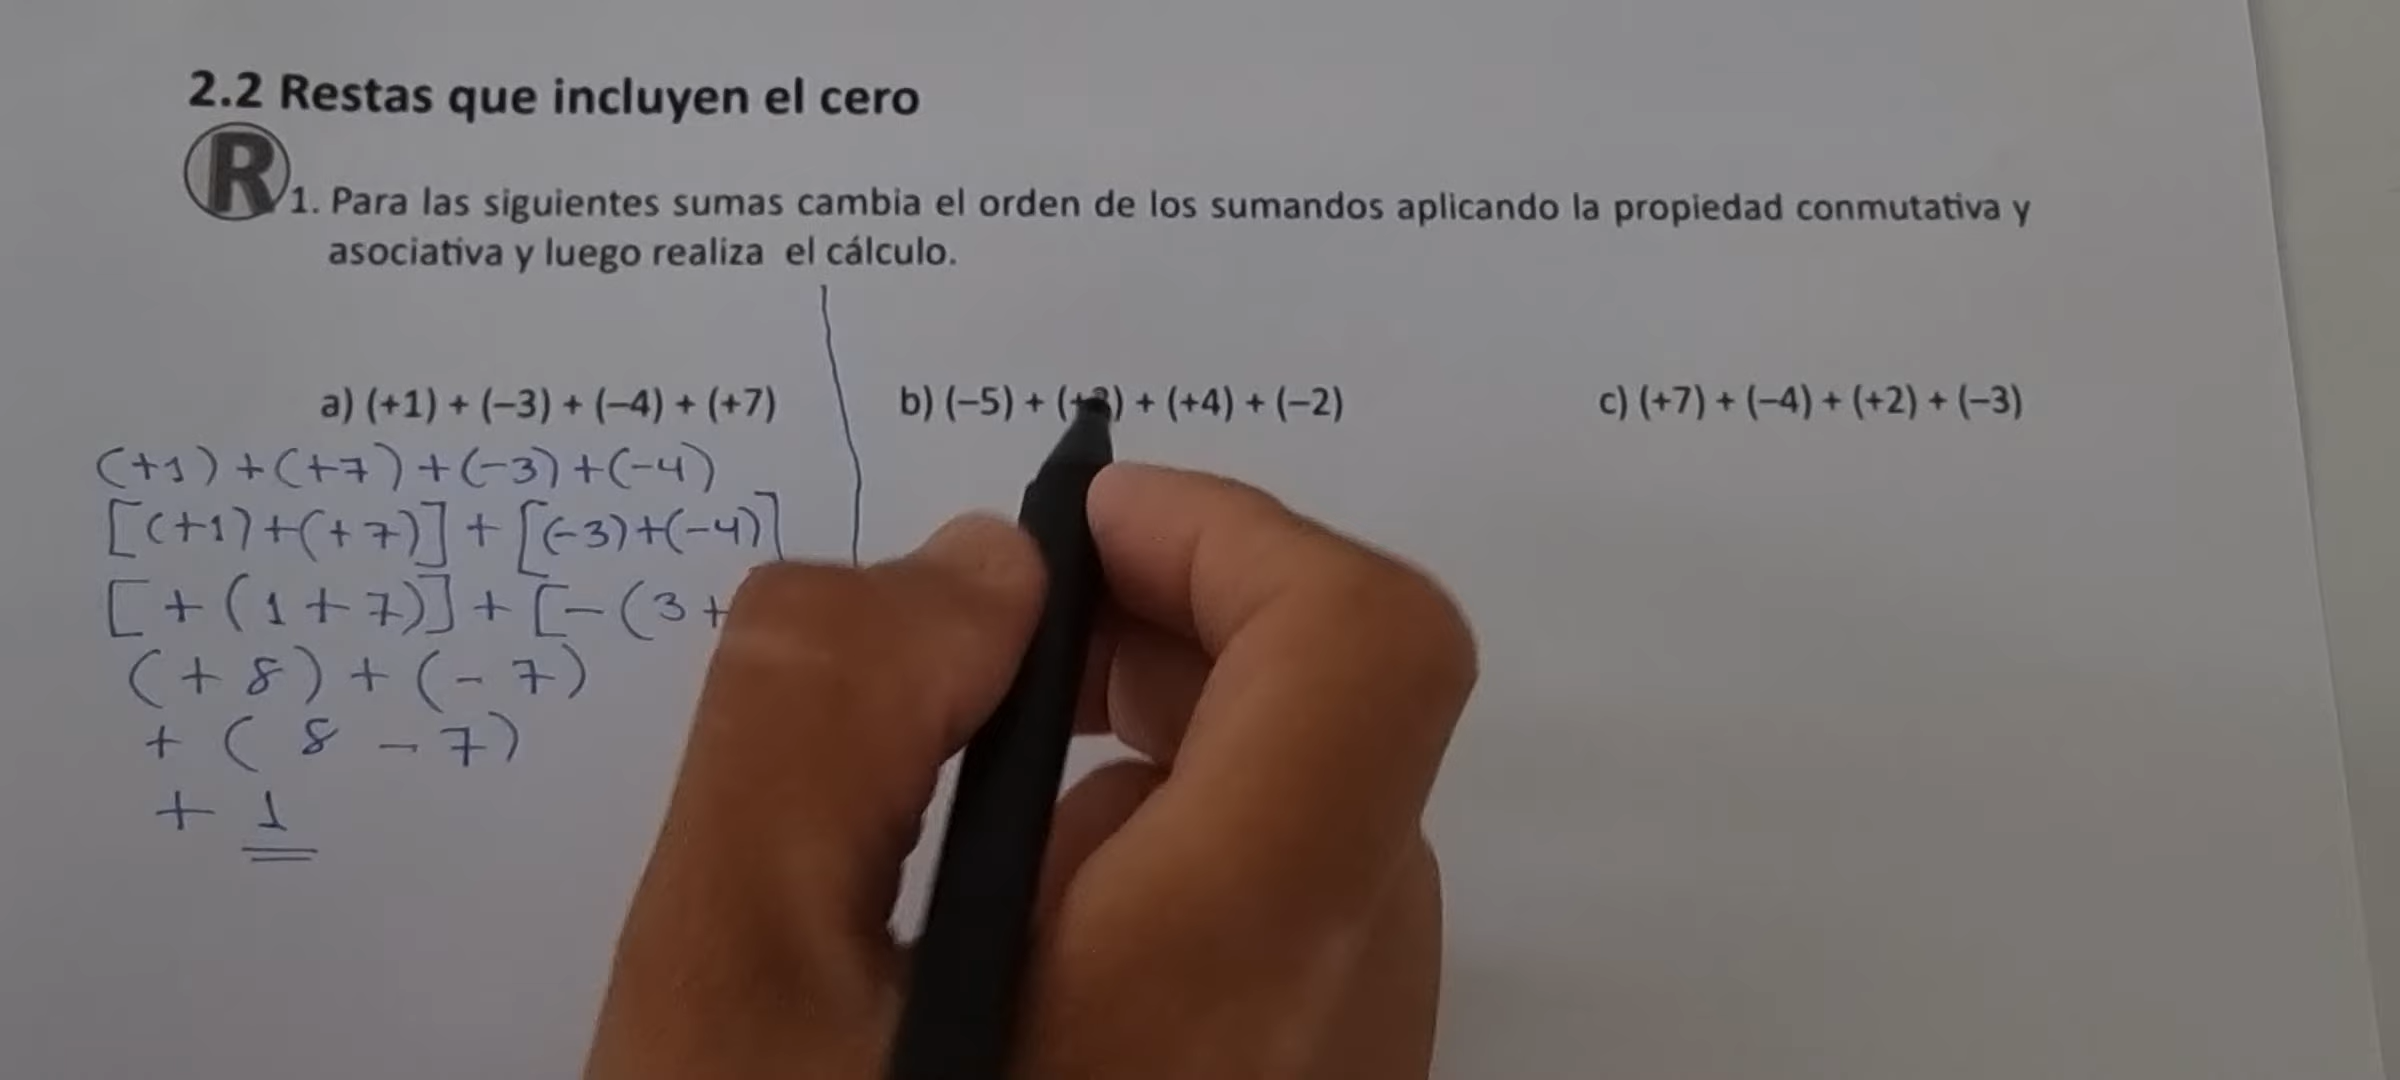 2.2 Restas que incluyen el cero
R
1. Para las siguientes sumas cambia el orden de los sumandos aplicando la propiedad conmutativa y
asociativa y luego realiza el cálculo.
a) (+1) + (−3) + (−4) + (+7)
(+1)+(+7)+(-3)+(-4)
[(+1)+(+7)]+[(-3)+(-4)]
[+(1+7)]+[-(3+
(+8)+(-7)
+(8-7)
+1
b) (−5) + (+ ) + (+4) + (−2)
c) (+7) + (−4) + (+2) + (−3)